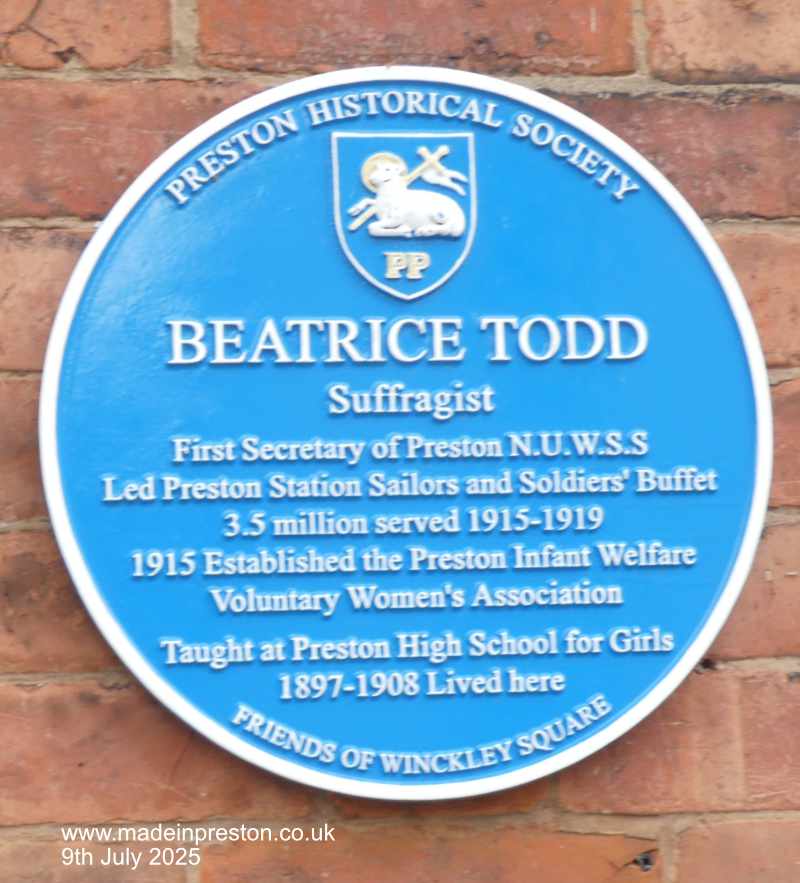 PRESTON HISTORICAL SOCIETY
PP
BEATRICE TODD
Suffragist
First Secretary of Preston N.U.W.S.S
Led Preston Station Sailors and Soldiers' Buffet
3.5 million served 1915-1919
1915 Established the Preston Infant Welfare
Voluntary Women's Association
Taught at Preston High School for Girls
1897-1908 Lived here
FRIENDS OF WINCKLEY SQUARE
www.madeinpreston.co.uk
9th July 2025